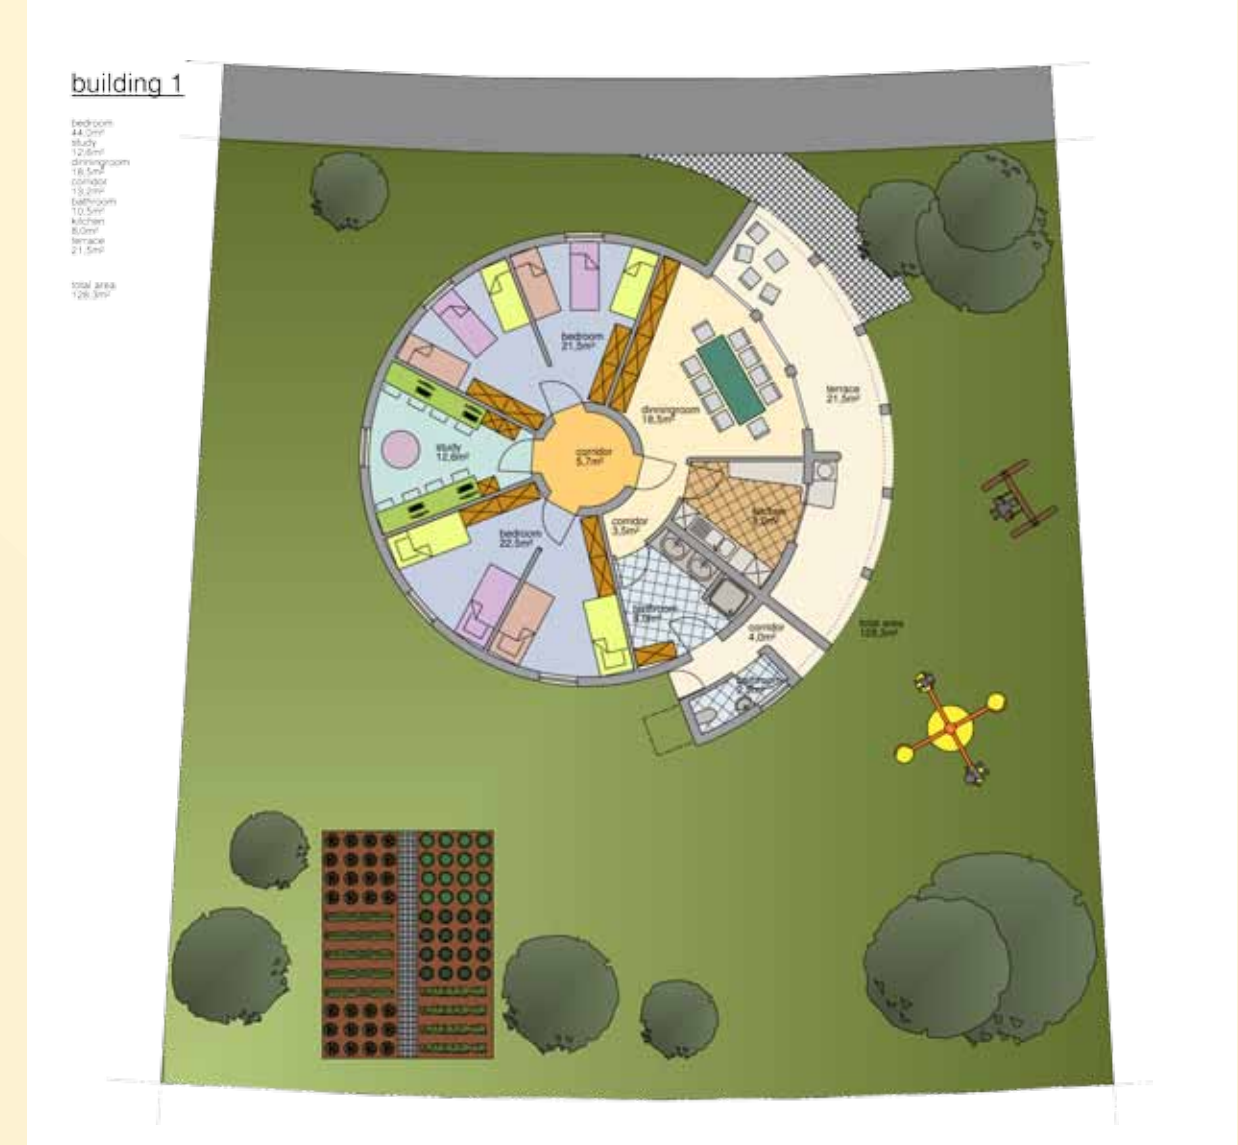 building 1
bedroom
44,0m²
study
12,6m²
dinningroom
18,5m²
corridor
13,2m²
bathroom
10,5m²
kitchen
8,0m²
terrace
21,5m²
total area
128,3m²
bedroom
21,5m²
terrace
21,5m²
dinningroom
18,5m²
study
12,6m²
corridor
5,7m²
kitchen
corridor
3,5m²
bedroom
22,5m²
bathroom
corridor
4,0m²
total area
128,3m²